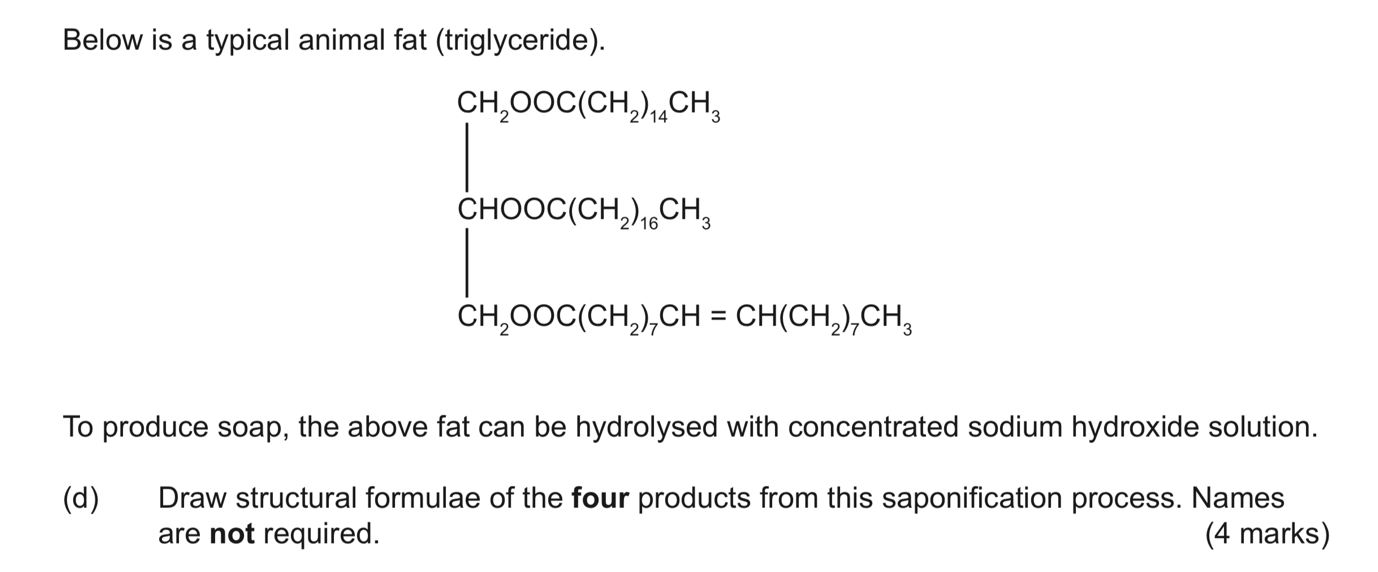 Below is a typical animal fat (triglyceride).
CH₂OOC(CH₂)₁₄CH₃
CHOOC(CH₂)₁₆CH₃
CH₂OOC(CH₂)₇CH = CH(CH₂)₇CH₃
To produce soap, the above fat can be hydrolysed with concentrated sodium hydroxide solution.
(d) Draw structural formulae of the four products from this saponification process. Names
are not required. (4 marks)